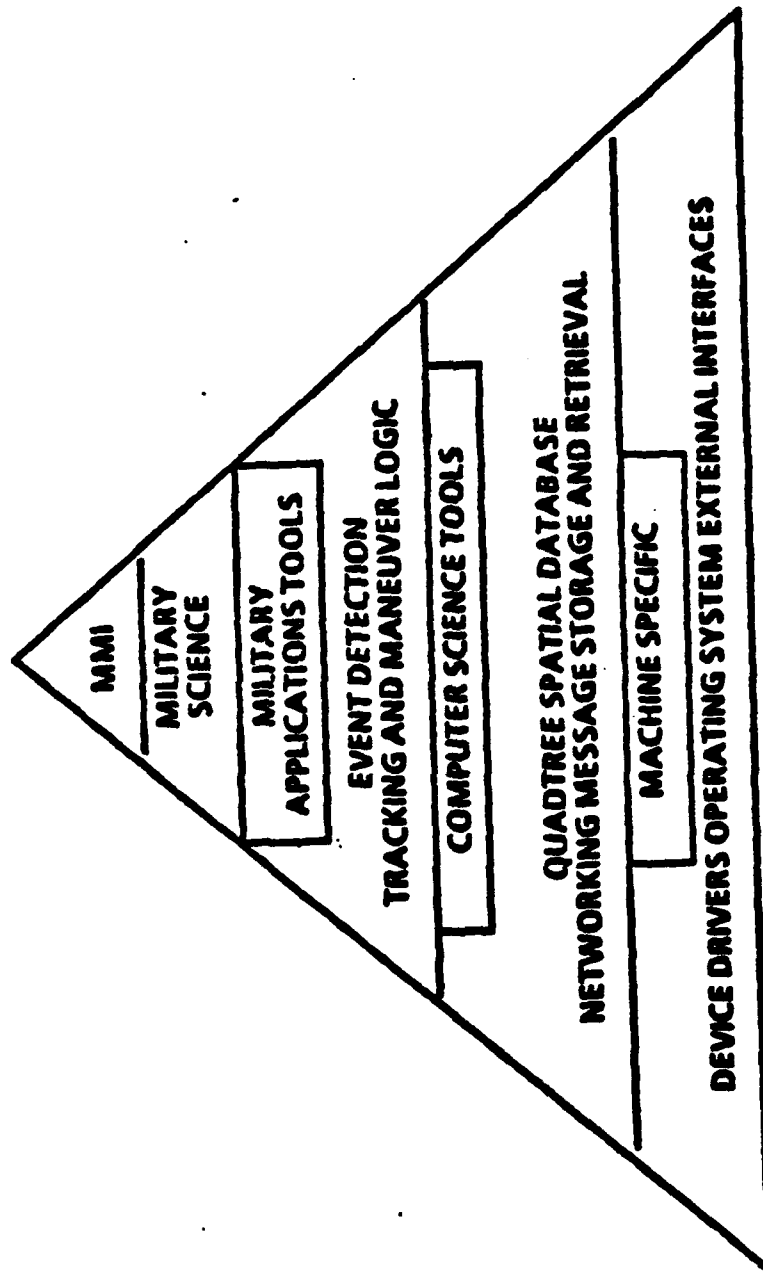 MMI
MILITARY
SCIENCE
MILITARY
APPLICATIONS TOOLS
EVENT DETECTION
TRACKING AND MANEUVER LOGIC
COMPUTER SCIENCE TOOLS
QUADTREE SPATIAL DATABASE
NETWORKING MESSAGE STORAGE AND RETRIEVAL
MACHINE SPECIFIC
DEVICE DRIVERS OPERATING SYSTEM EXTERNAL INTERFACES